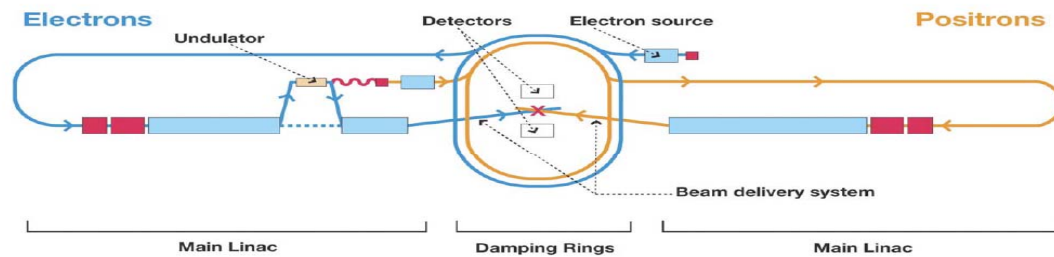 Electrons
Detectors
Electron source
Positrons
Undulator
Beam delivery system
Main Linac
Damping Rings
Main Linac